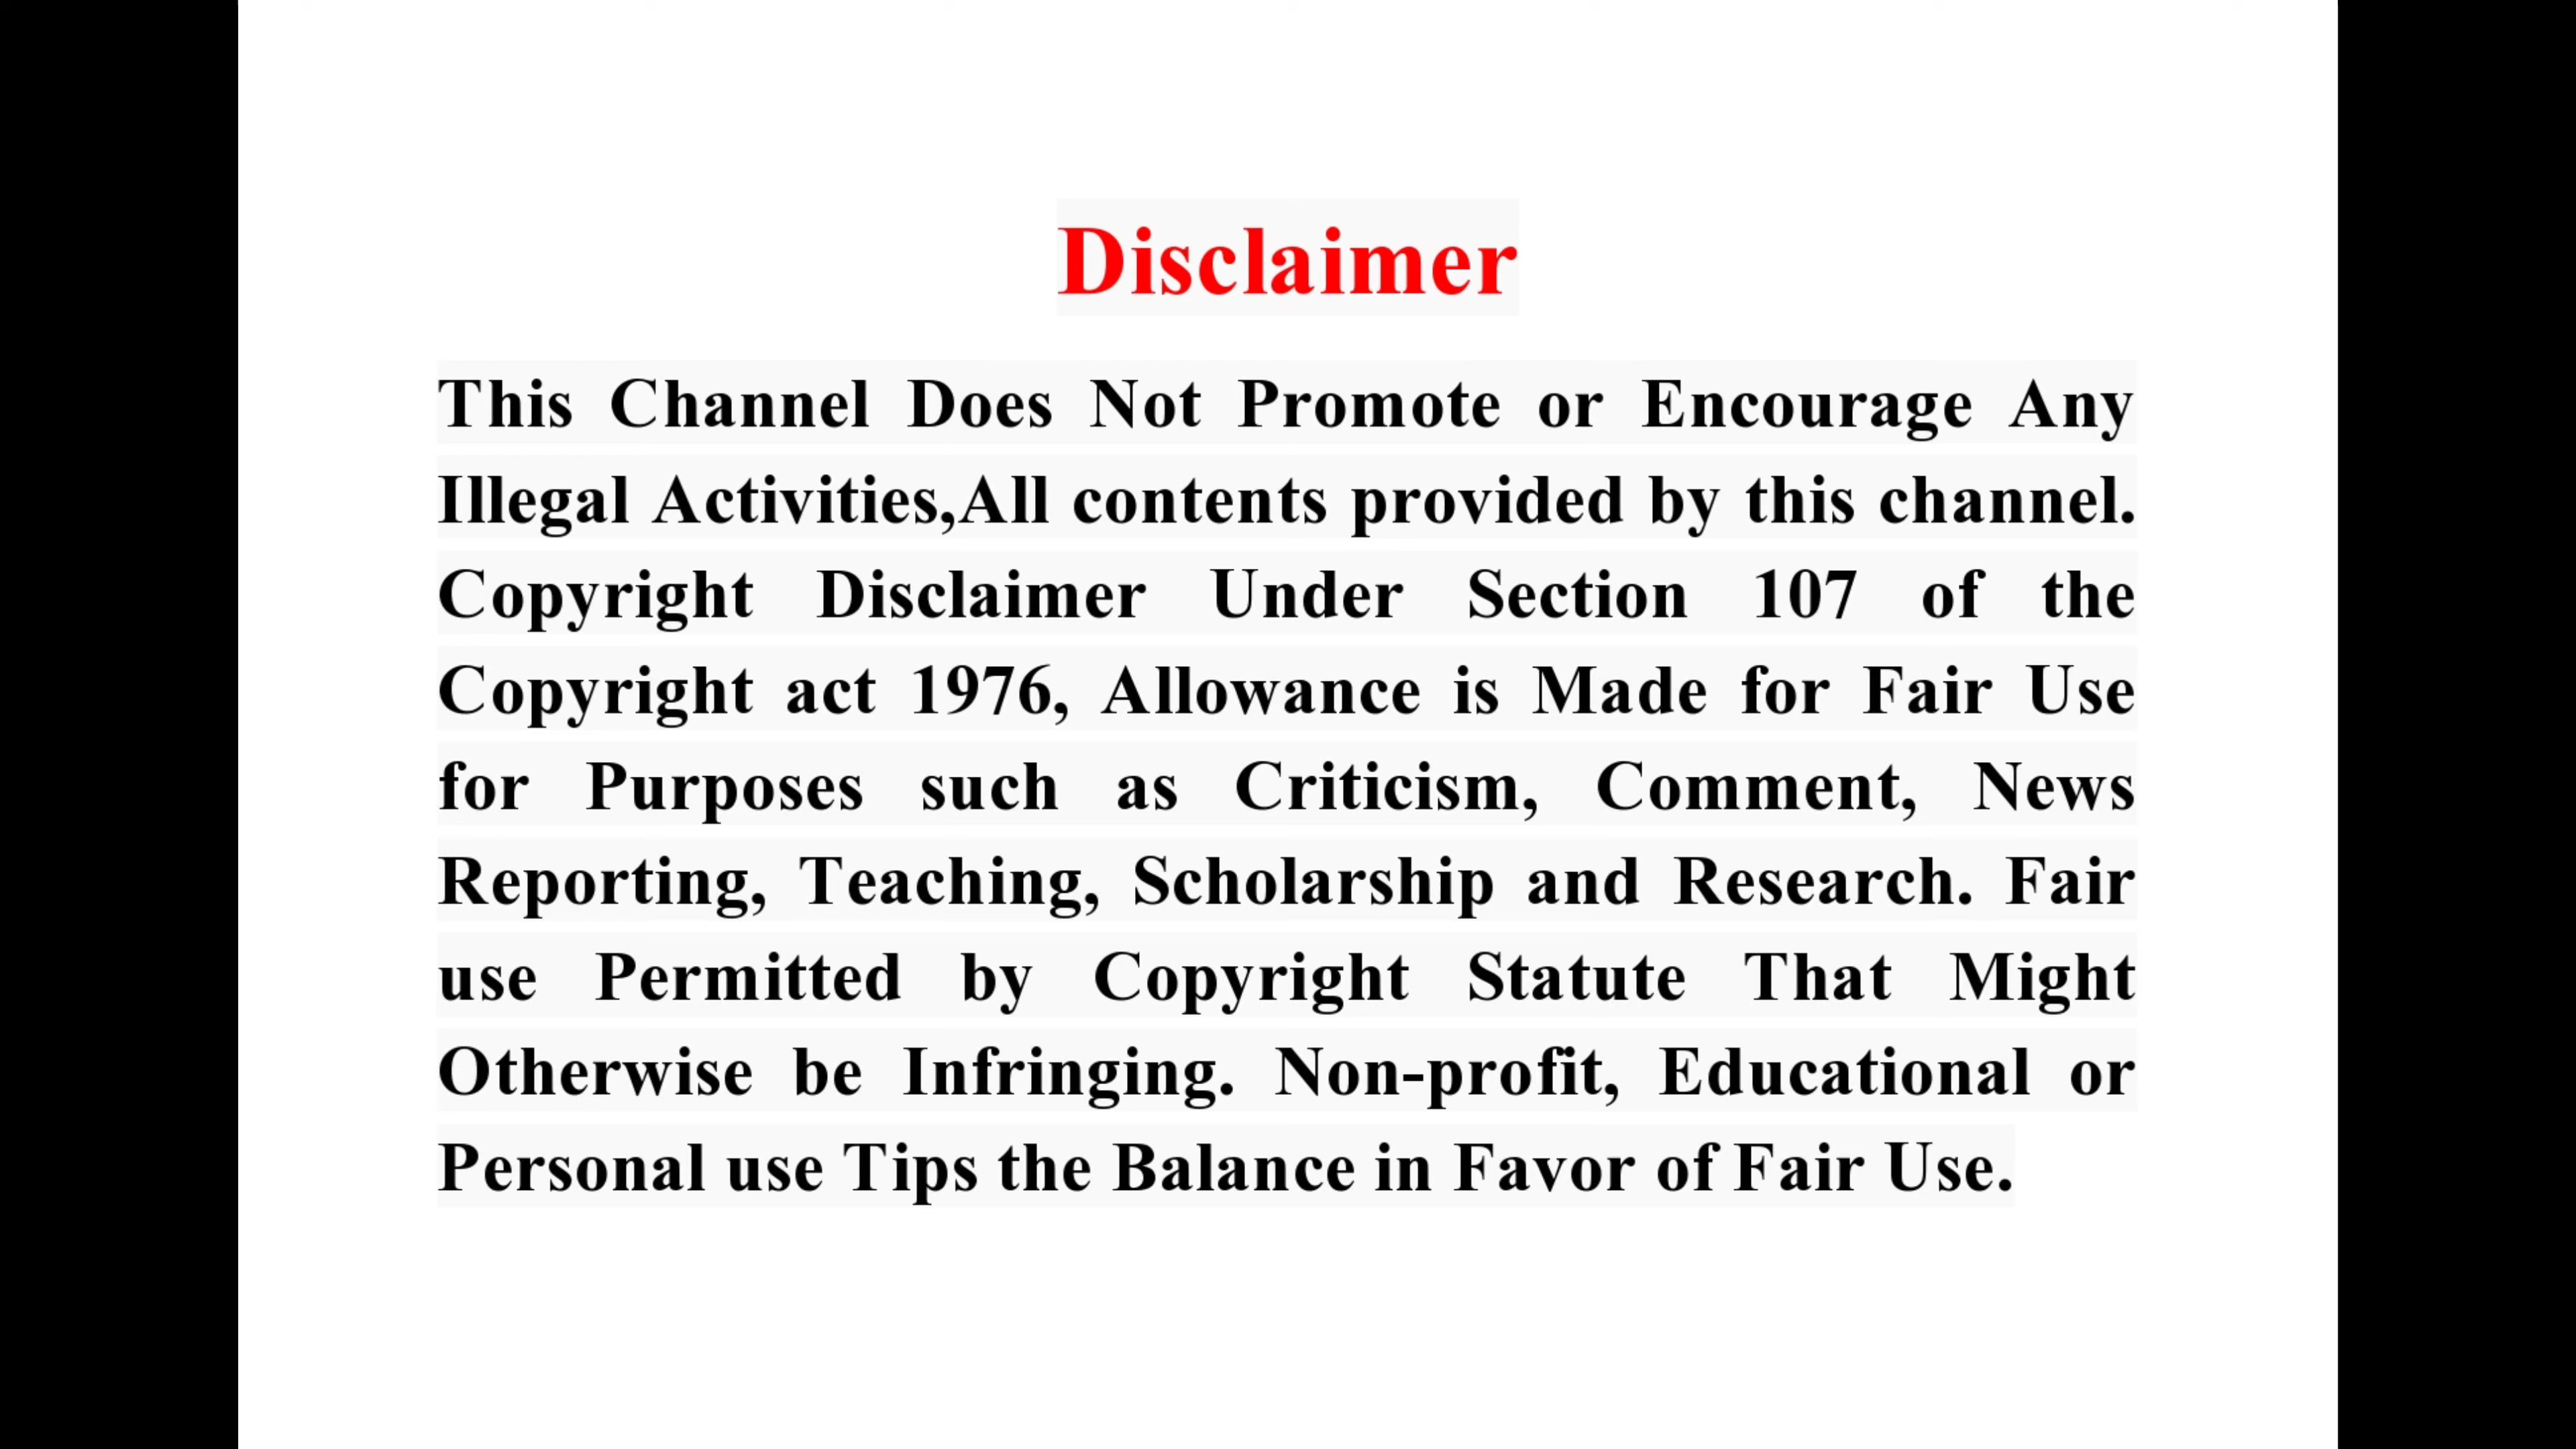 Disclaimer
This Channel Does Not Promote or Encourage Any
Illegal Activities,All contents provided by this channel.
Copyright Disclaimer Under Section 107 of the
Copyright act 1976, Allowance is Made for Fair Use
for Purposes such as Criticism, Comment, News
Reporting, Teaching, Scholarship and Research. Fair
use Permitted by Copyright Statute That Might
Otherwise be Infringing. Non-profit, Educational or
Personal use Tips the Balance in Favor of Fair Use.